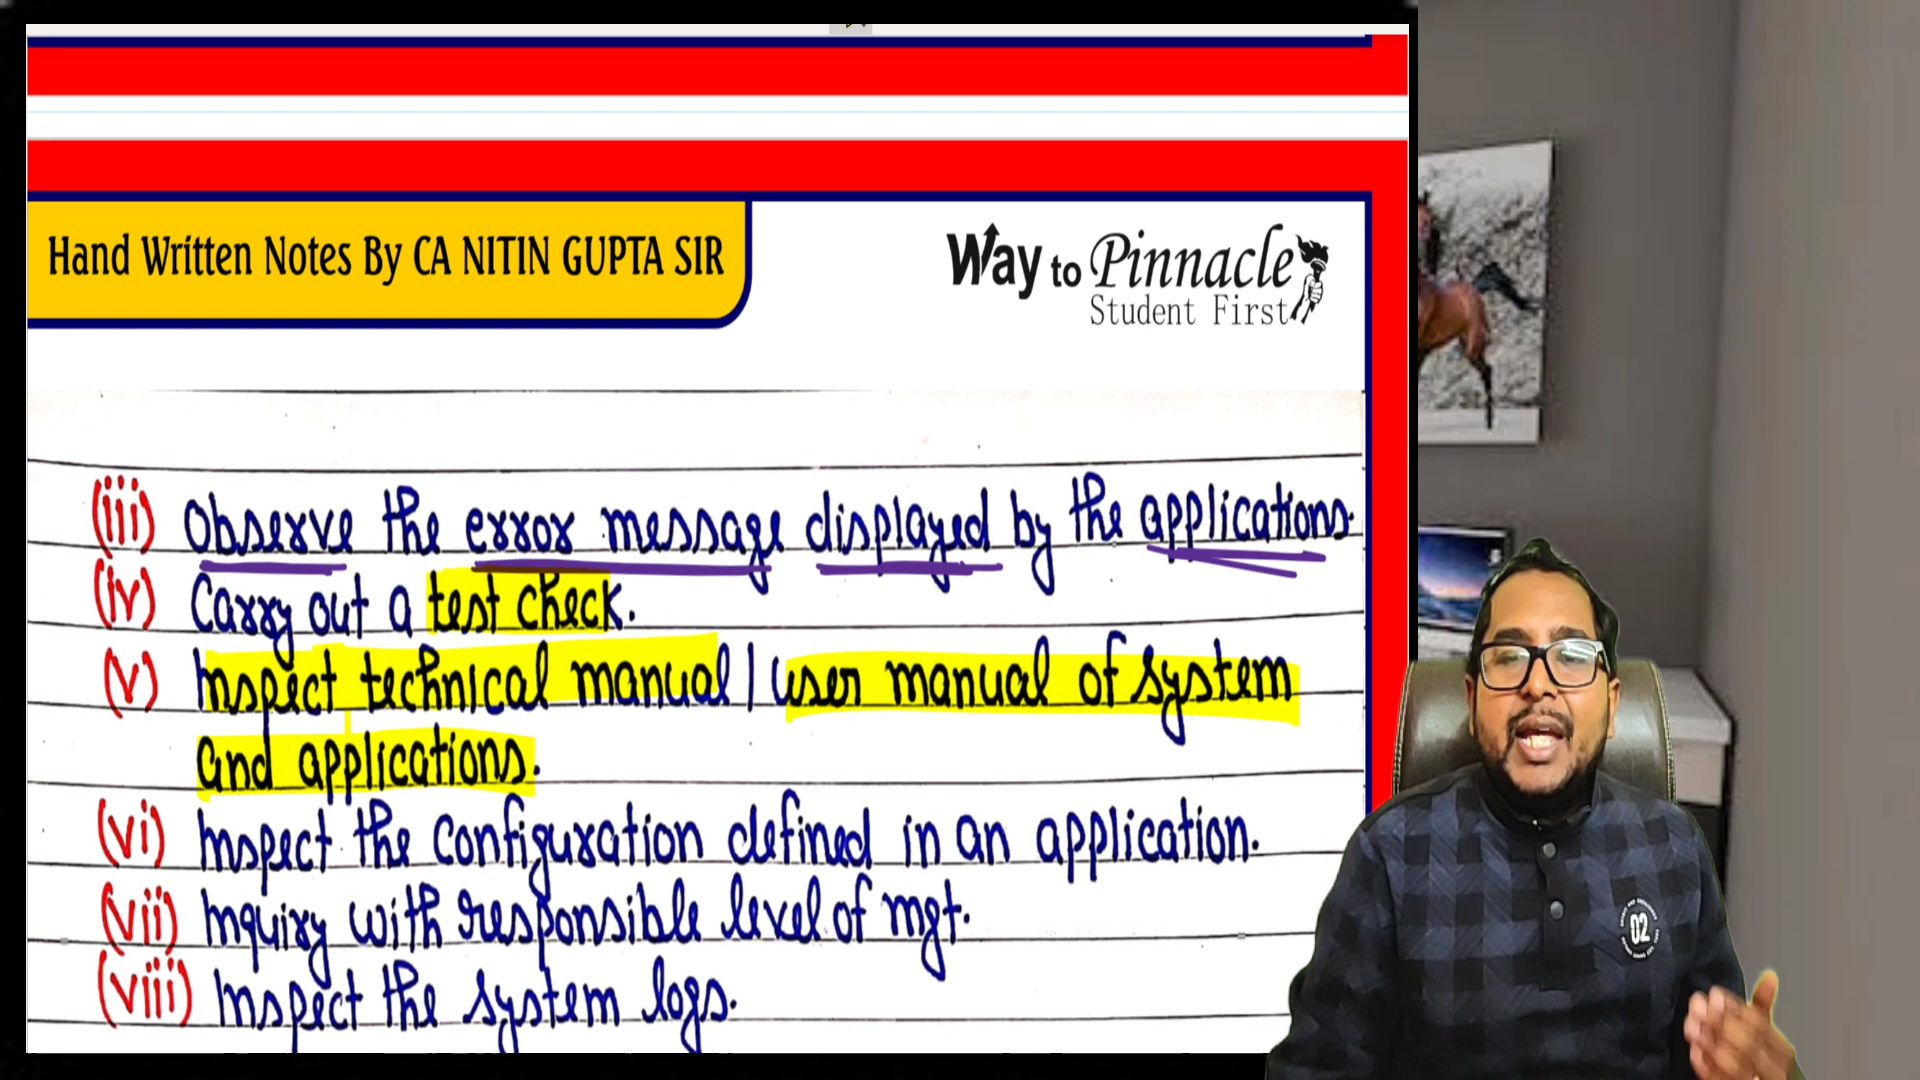 Hand Written Notes By CA NITIN GUPTA SIR
Way to Pinnacle
Student First
(iii) Observe the error message displayed by the applications.
(iv) Carry out a test check.
(v) Inspect technical manual | user manual of system
and applications.
(vi) Inspect the configuration defined in an application.
(vii) Inquiry with responsible level of mgt.
(viii) Inspect the system logs.
02